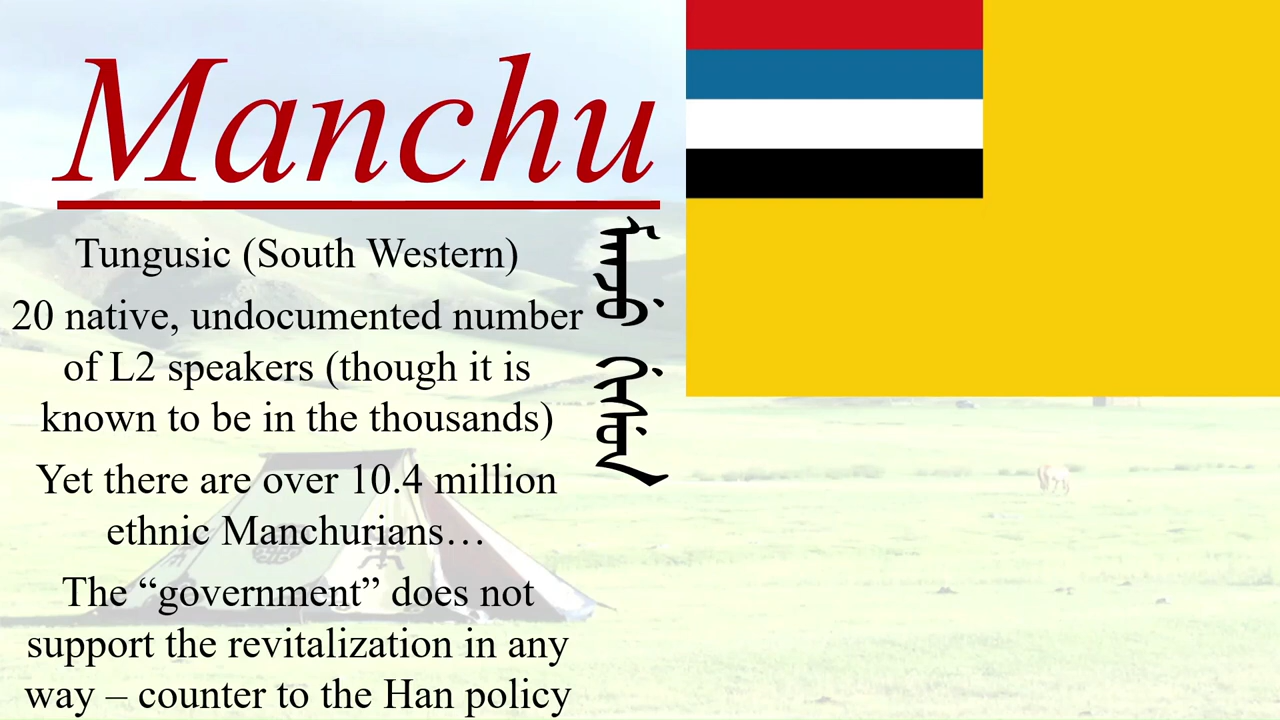 Manchu
Tungusic (South Western)
20 native, undocumented number
of L2 speakers (though it is
known to be in the thousands)
Yet there are over 10.4 million
ethnic Manchurians…
The “government” does not
support the revitalization in any
way – counter to the Han policy
ᠮᠠᠨᠵᡠ ᡤᡳᠰᡠᠨ